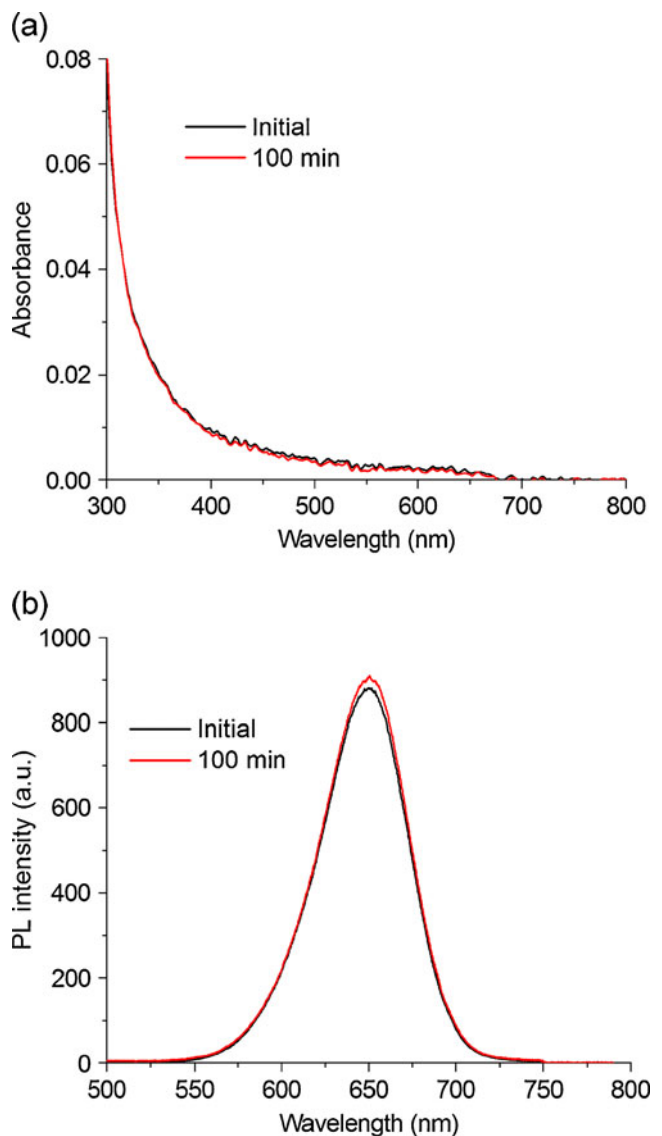 (a)
0.08
0.06
0.04
0.02
0.00
Absorbance
Initial
100 min
300 400 500 600 700 800
Wavelength (nm)
(b)
1000
800
600
400
200
0
PL intensity (a.u.)
Initial
100 min
500 550 600 650 700 750 800
Wavelength (nm)